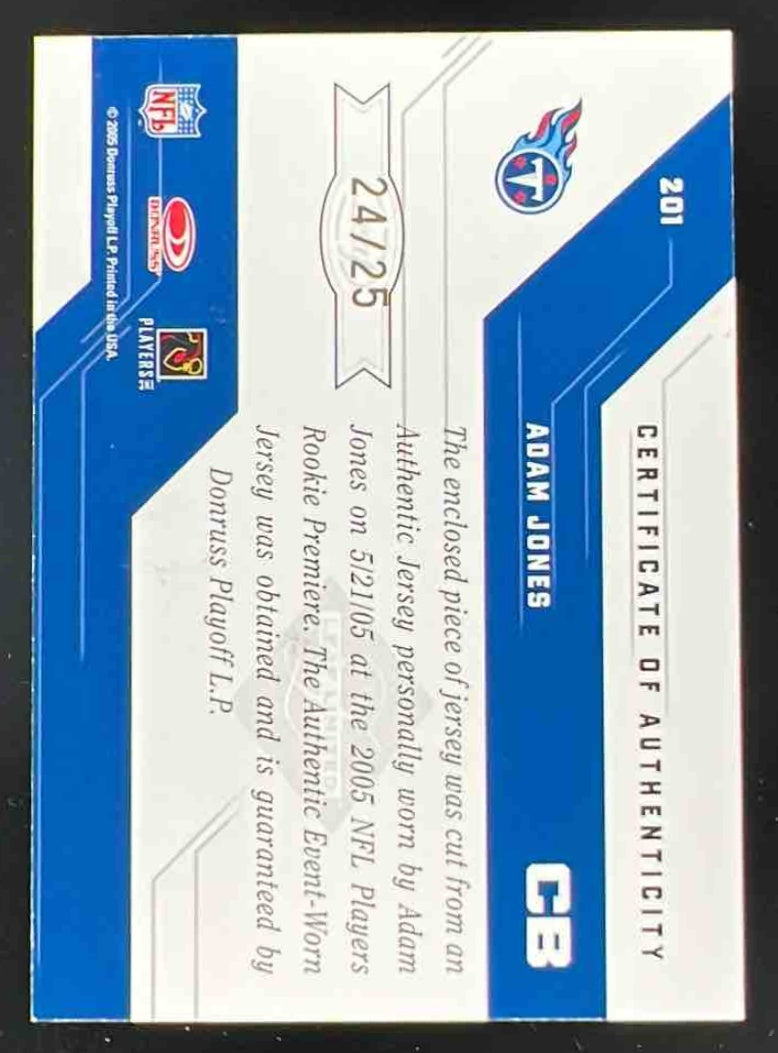 201
CERTIFICATE OF AUTHENTICITY
ADAM JONES
CB
T
24/25
The enclosed piece of jersey was cut from an
Authentic Jersey personally worn by Adam
Jones on 5/21/05 at the 2005 NFL Players
Rookie Premiere. The Authentic Event-Worn
Jersey was obtained and is guaranteed by
Donruss Playoff L.P.
NFL
DONRUSS
PLAYERS INC
© 2005 Donruss Playoff L.P. Printed in the USA.